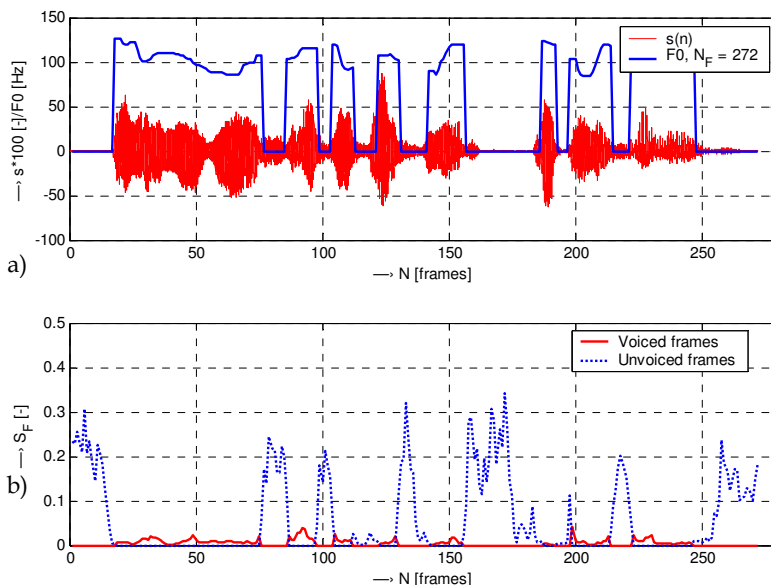 150
100
50
0
-50
-100
0
50
100
150
200
250
—→ s*100 [-]/F0 [Hz]
—→ N [frames]
s(n)
F0, N_F = 272
a)
0.5
0.4
0.3
0.2
0.1
0
0
50
100
150
200
250
—→ S_F [-]
—→ N [frames]
Voiced frames
Unvoiced frames
b)